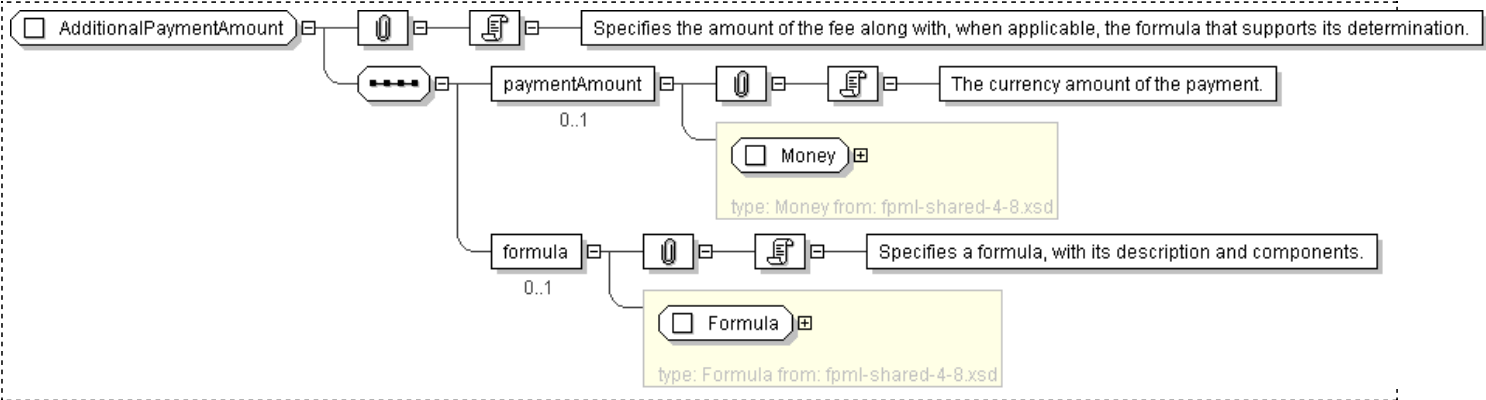 AdditionalPaymentAmount
Specifies the amount of the fee along with, when applicable, the formula that supports its determination.
paymentAmount
The currency amount of the payment.
0..1
Money
type: Money from: fpml-shared-4-8.xsd
formula
Specifies a formula, with its description and components.
0..1
Formula
type: Formula from: fpml-shared-4-8.xsd